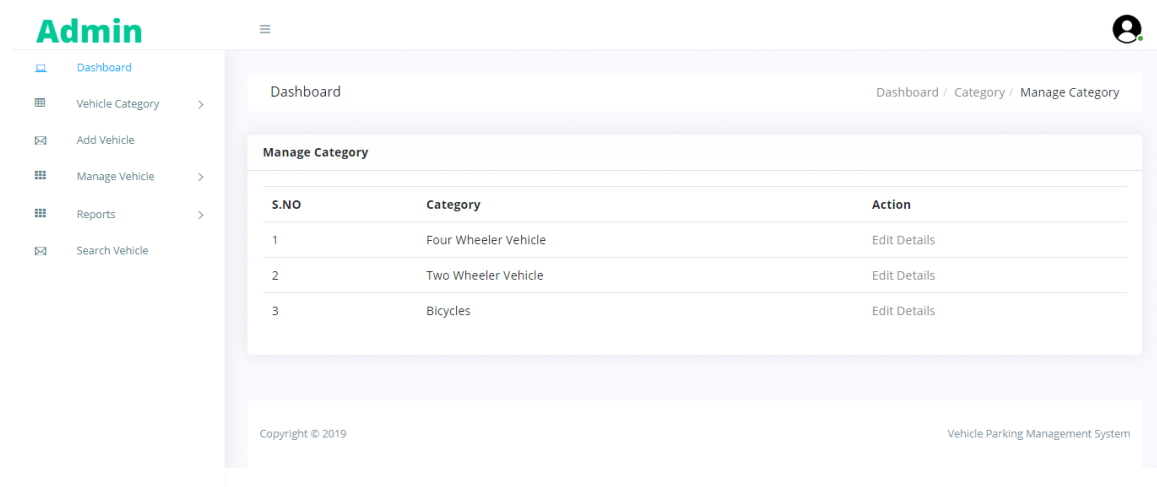 Admin
Dashboard
Vehicle Category
Add Vehicle
Manage Vehicle
Reports
Search Vehicle
Dashboard
Dashboard / Category / Manage Category
Manage Category
S.NO Category Action
1 Four Wheeler Vehicle Edit Details
2 Two Wheeler Vehicle Edit Details
3 Bicycles Edit Details
Copyright © 2019 Vehicle Parking Management System